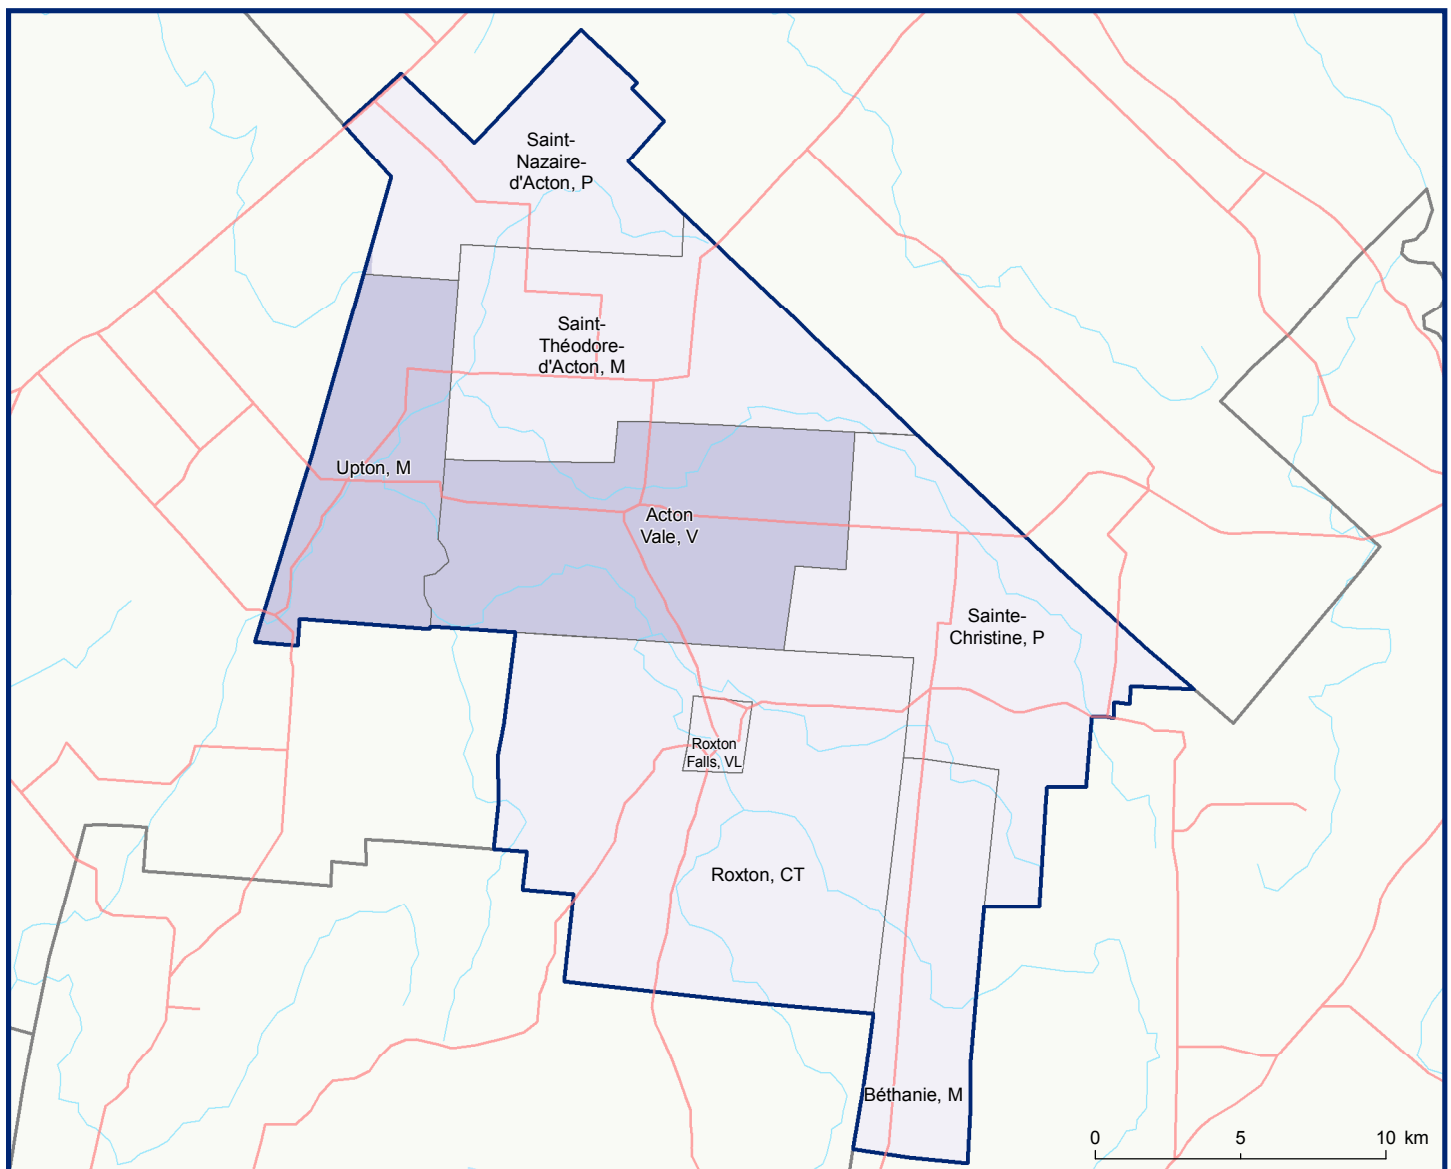 Saint-
Nazaire-
d'Acton, P
Saint-
Théodore-
d'Acton, M
Upton, M
Acton
Vale, V
Sainte-
Christine, P
Roxton
Falls, VL
Roxton, CT
Béthanie, M
0 5 10 km